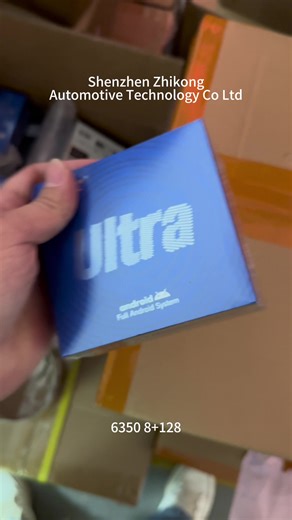 Shenzhen Zhikong
Automotive Technology Co Ltd
Ultra
android
Full Android System
6350 8+128